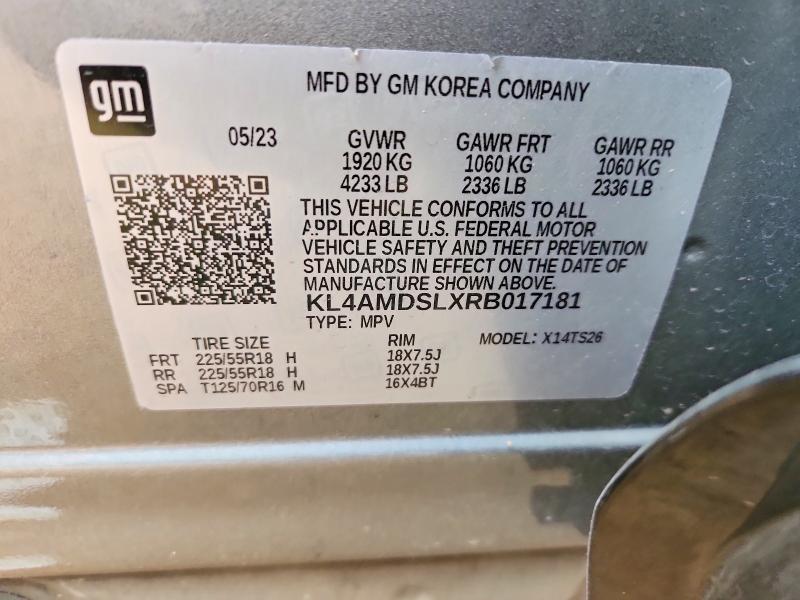 gm
MFD BY GM KOREA COMPANY
05/23 GVWR GAWR FRT GAWR RR
1920 KG 1060 KG 1060 KG
4233 LB 2336 LB 2336 LB
THIS VEHICLE CONFORMS TO ALL
APPLICABLE U.S. FEDERAL MOTOR
VEHICLE SAFETY AND THEFT PREVENTION
STANDARDS IN EFFECT ON THE DATE OF
MANUFACTURE SHOWN ABOVE.
KL4AMDSLXRB017181
TYPE: MPV
TIRE SIZE RIM MODEL: X14TS26
FRT 225/55R18 H 18X7.5J
RR 225/55R18 H 18X7.5J
SPA T125/70R16 M 16X4BT